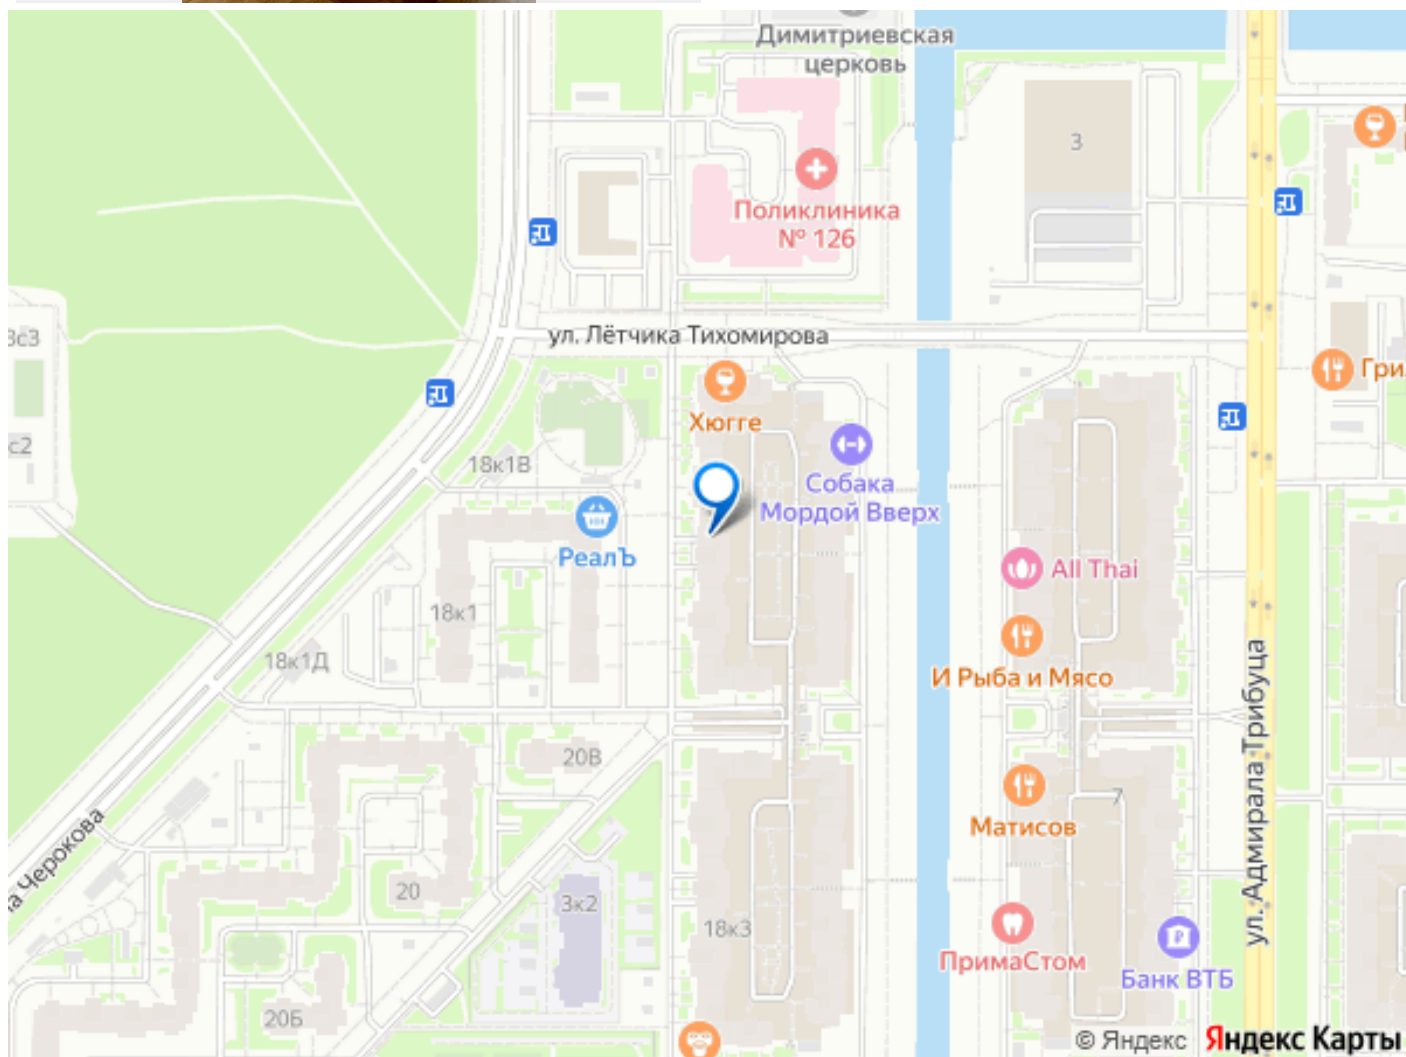 Димитриевская
церковь
3
Поликлиника
№ 126
3с3
ул. Лётчика Тихомирова
Хюгге
с2
18к1В
Собака
Мордой Вверх
РеалЪ
All Thai
18к1
18к1Д
И Рыба и Мясо
ул. Адмирала Трибуца
20В
7
Матисов
20
3к2
18к3
ПримаСтом
Банк ВТБ
20Б
© Яндекс Яндекс Карты